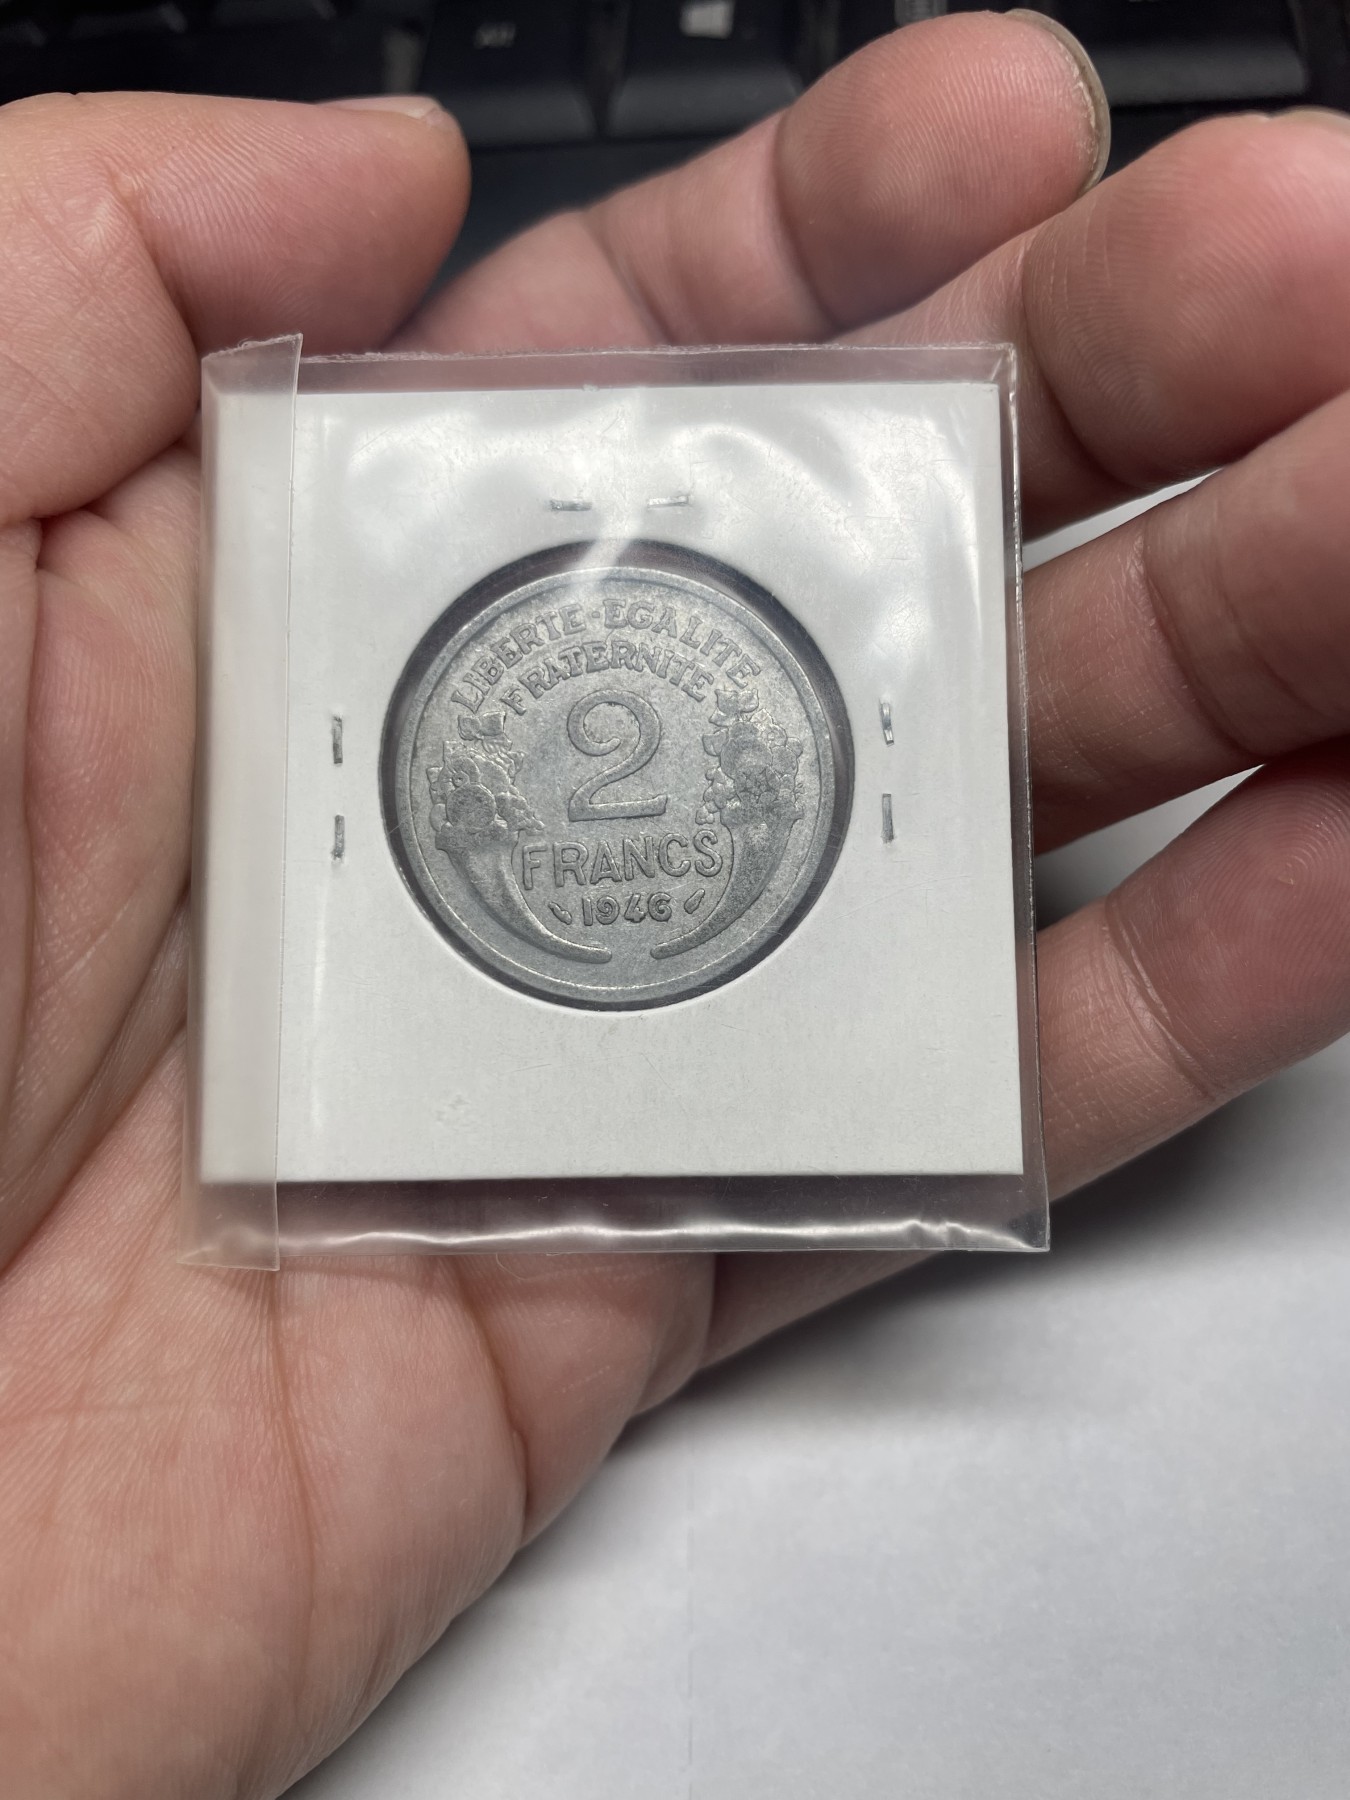 LIBERTE·EGALITE
FRATERNITE
2
FRANCS
1946